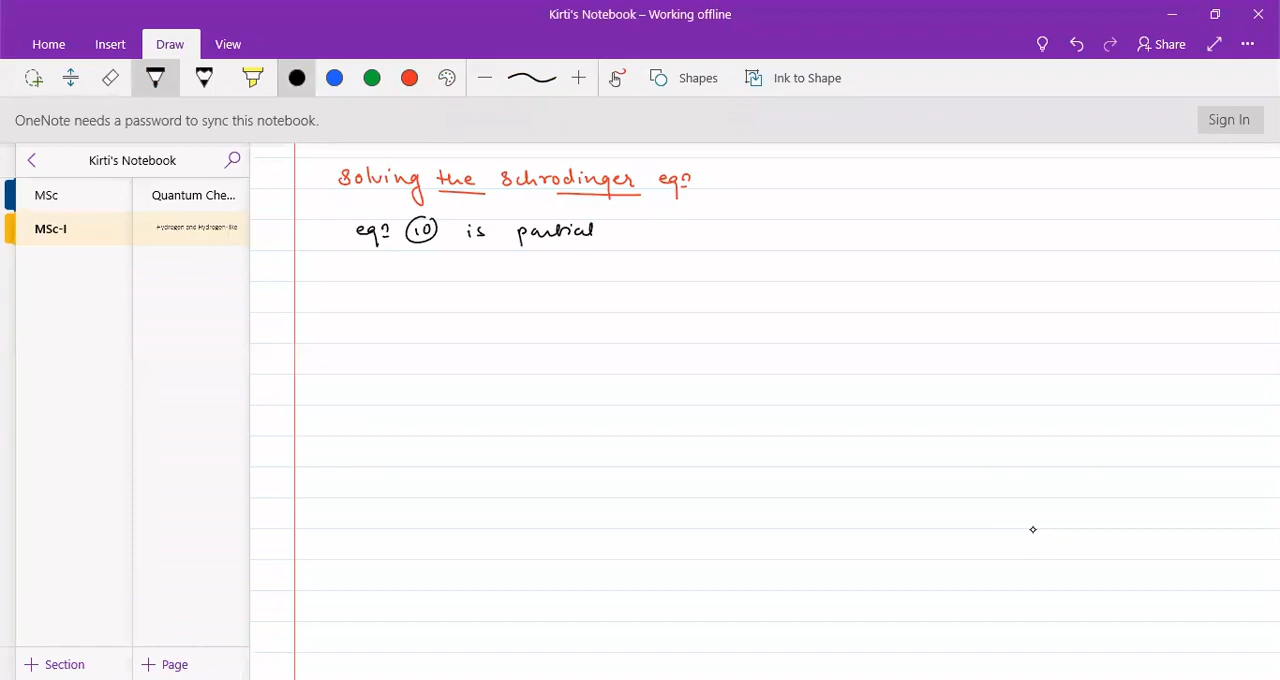 Kirti's Notebook – Working offline
Home Insert Draw View
Share
Shapes
Ink to Shape
OneNote needs a password to sync this notebook.
Sign In
Kirti's Notebook
MSc
MSc-I
Quantum Che...
Hydrogen and Hydrogen-like
Solving the Schrodinger eqn
eqn 10 is partial
+ Section
+ Page